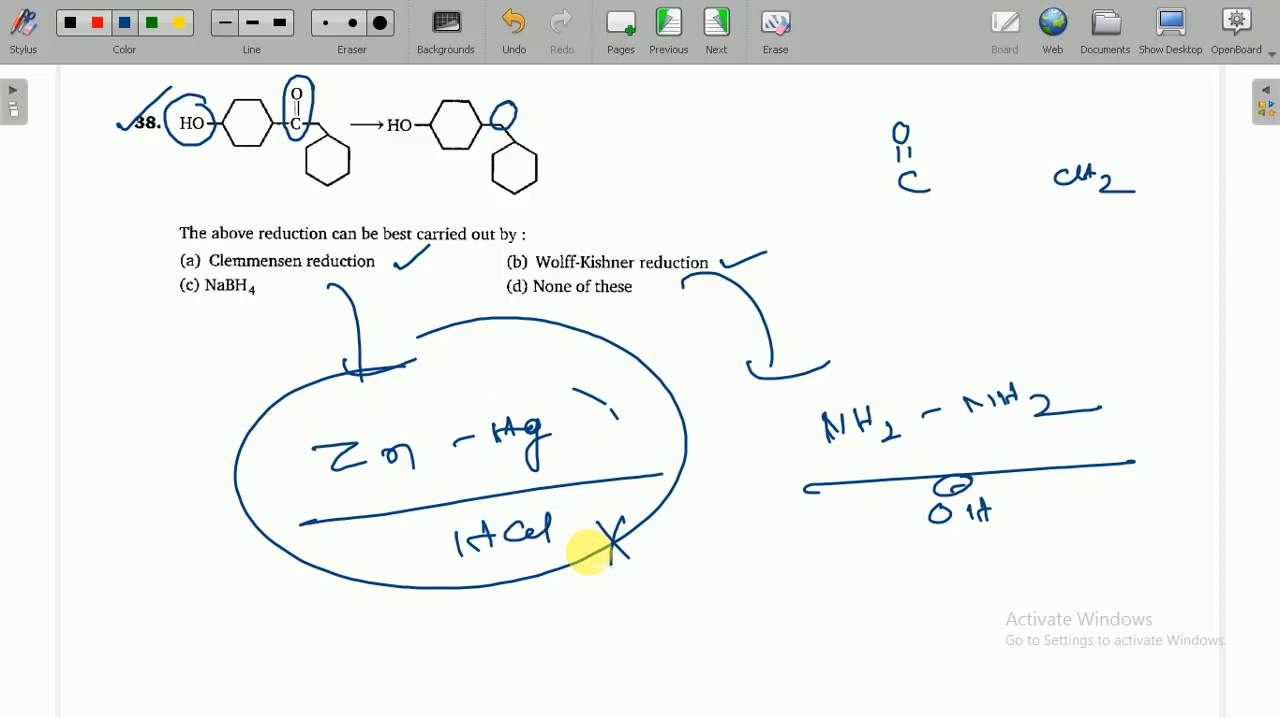 Stylus Color Line Eraser Backgrounds Undo Redo Pages Previous Next Erase Board Web Documents Show Desktop OpenBoard
38. HO O C HO
O
C CH2
The above reduction can be best carried out by :
(a) Clemmensen reduction (b) Wolff-Kishner reduction
(c) NaBH4 (d) None of these
NH2 - NH2
Zn - Hg
OH
HCl
Activate Windows
Go to Settings to activate Windows.